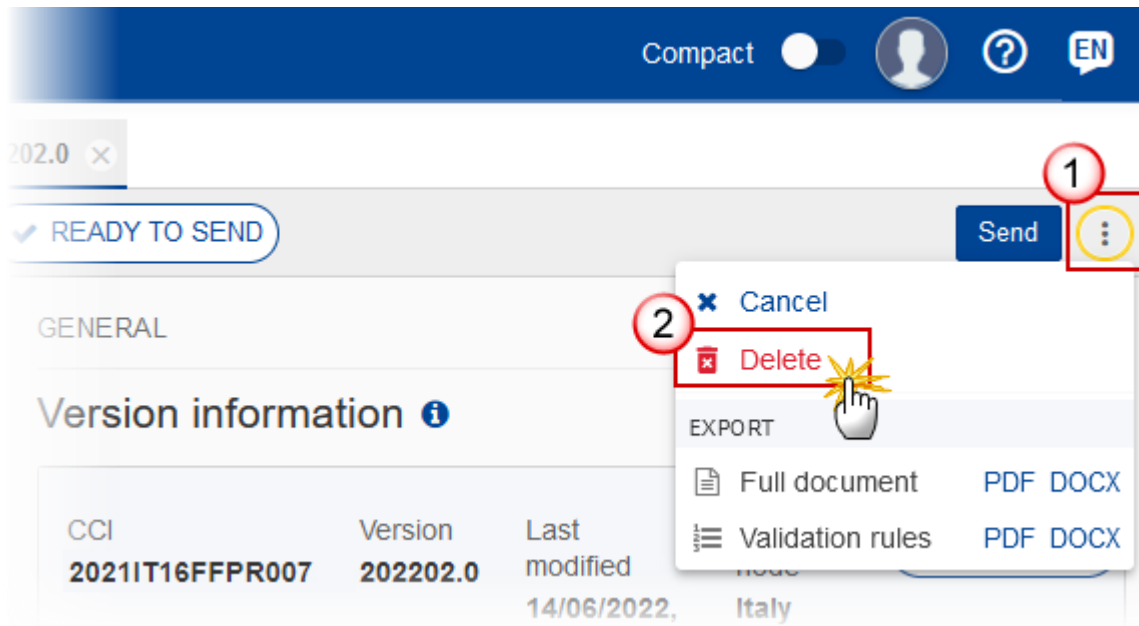 Compact
EN
202.0
1
READY TO SEND
Send
Cancel
GENERAL
2
Delete
Version information
EXPORT
Full document PDF DOCX
CCI Version Last
Validation rules PDF DOCX
modified node
2021IT16FFPR007 202202.0
14/06/2022, Italy